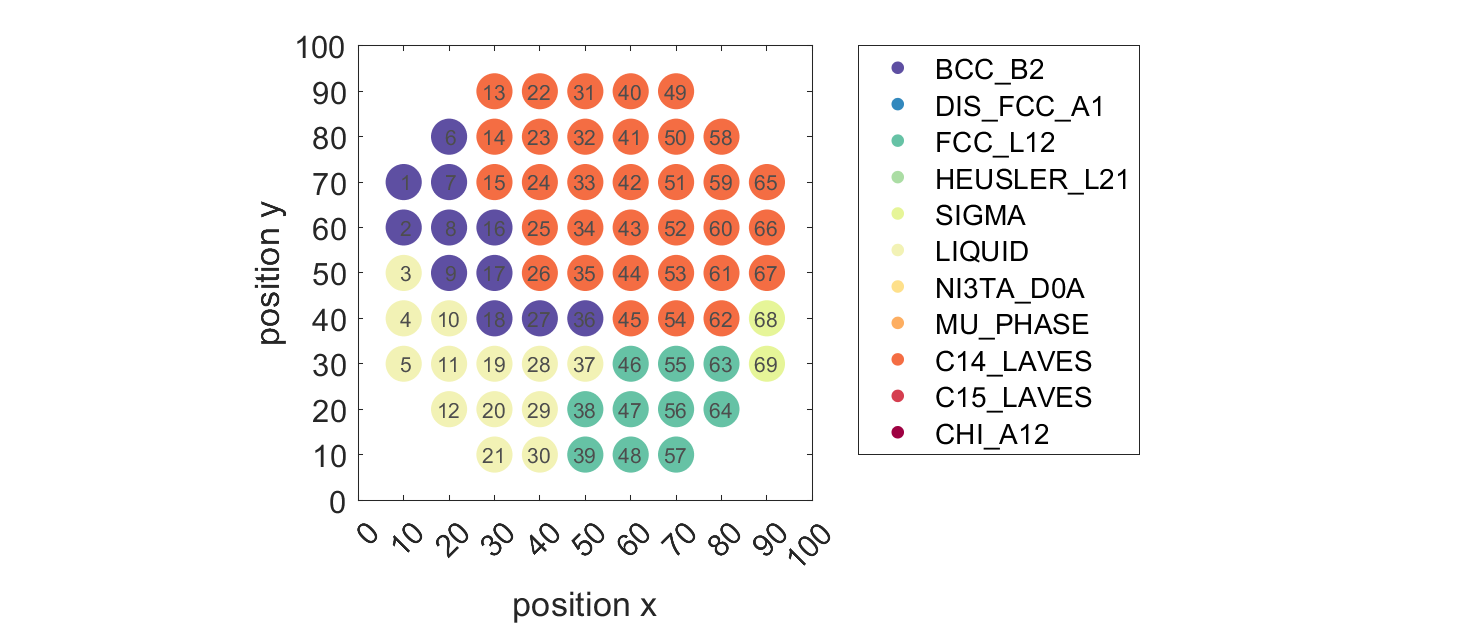 100
90
80
70
60
50
40
30
20
10
0
13 22 31 40 49
6 14 23 32 41 50 58
1 7 15 24 33 42 51 59 65
2 8 16 25 34 43 52 60 66
3 9 17 26 35 44 53 61 67
4 10 18 27 36 45 54 62 68
5 11 19 28 37 46 55 63 69
12 20 29 38 47 56 64
21 30 39 48 57
0 10 20 30 40 50 60 70 80 90 100
position x
position y
BCC_B2
DIS_FCC_A1
FCC_L12
HEUSLER_L21
SIGMA
LIQUID
NI3TA_D0A
MU_PHASE
C14_LAVES
C15_LAVES
CHI_A12